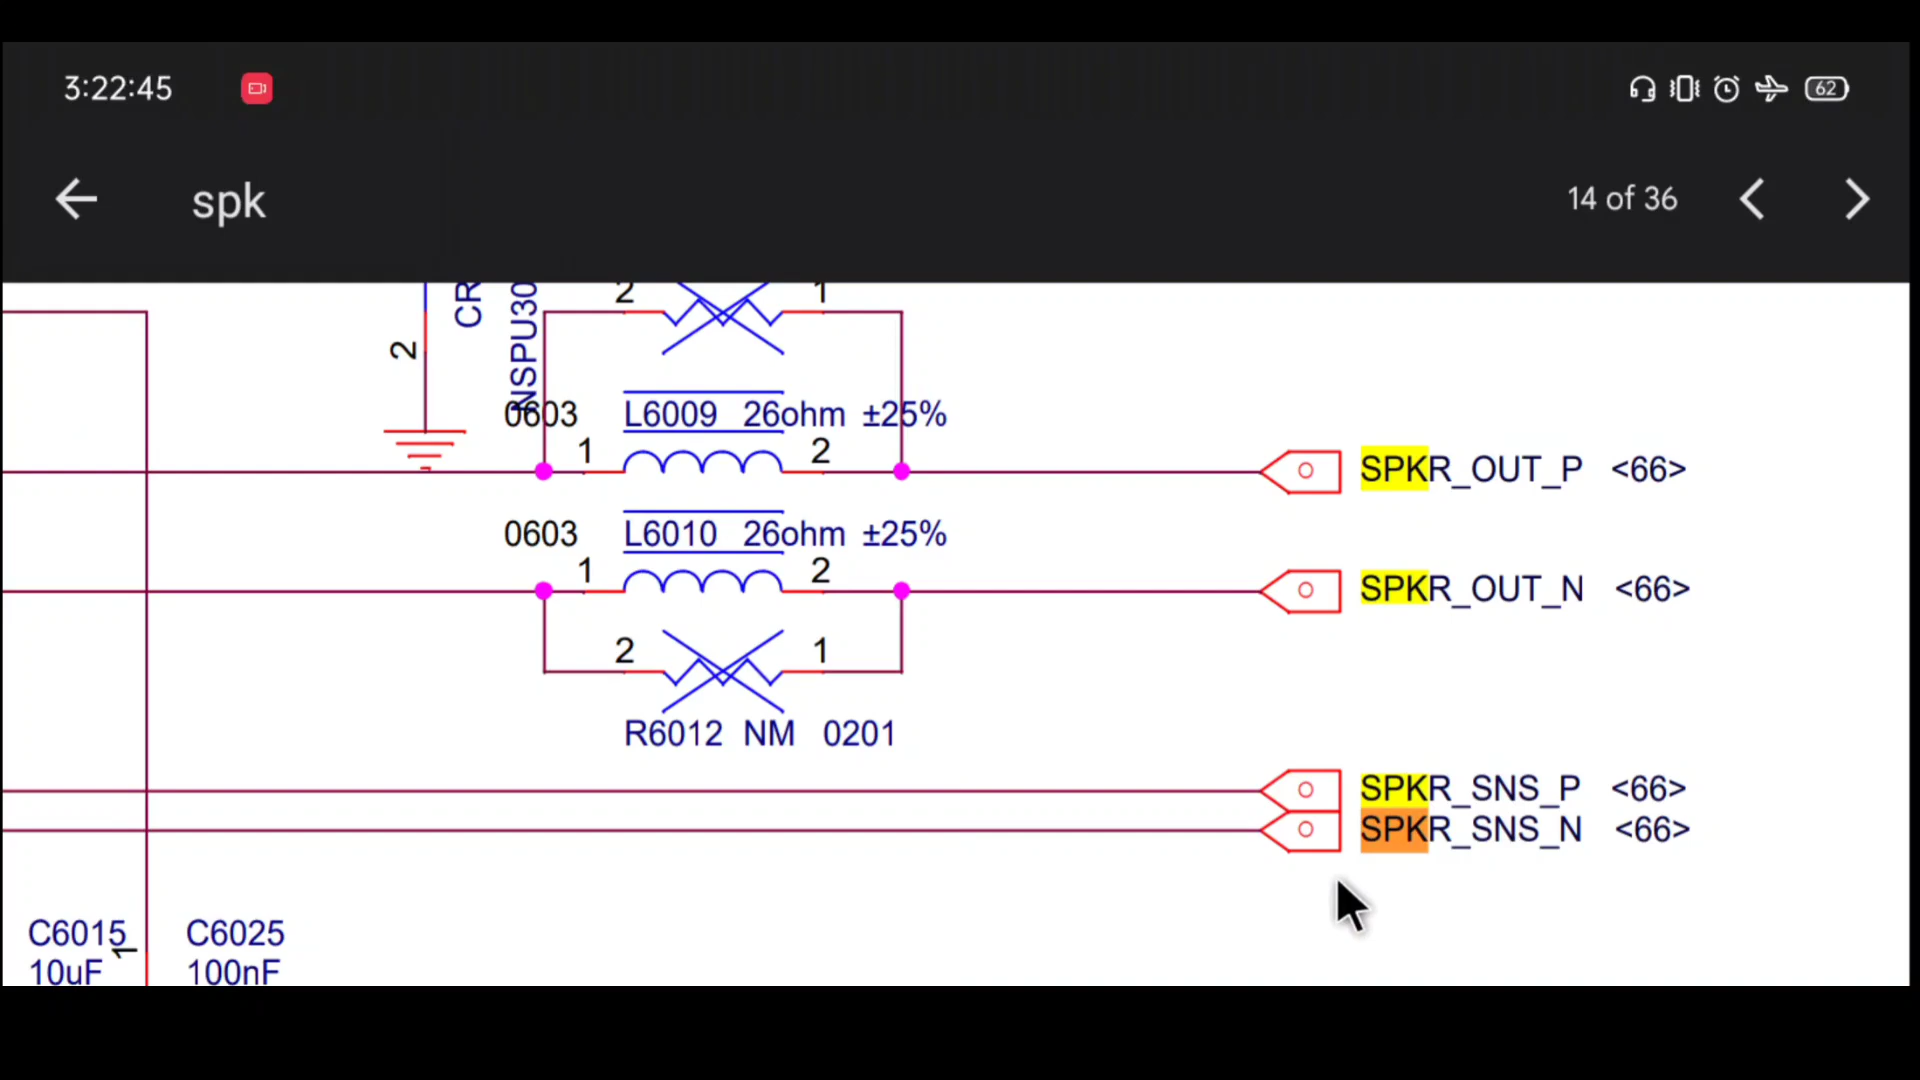 3:22:45
62
spk
14 of 36
2
CR
NSPU30
2 1
0603 L6009 26ohm ±25%
1 2
SPKR_OUT_P <66>
0603 L6010 26ohm ±25%
1 2
SPKR_OUT_N <66>
2 1
R6012 NM 0201
SPKR_SNS_P <66>
SPKR_SNS_N <66>
C6015 1 C6025
10uF 100nF